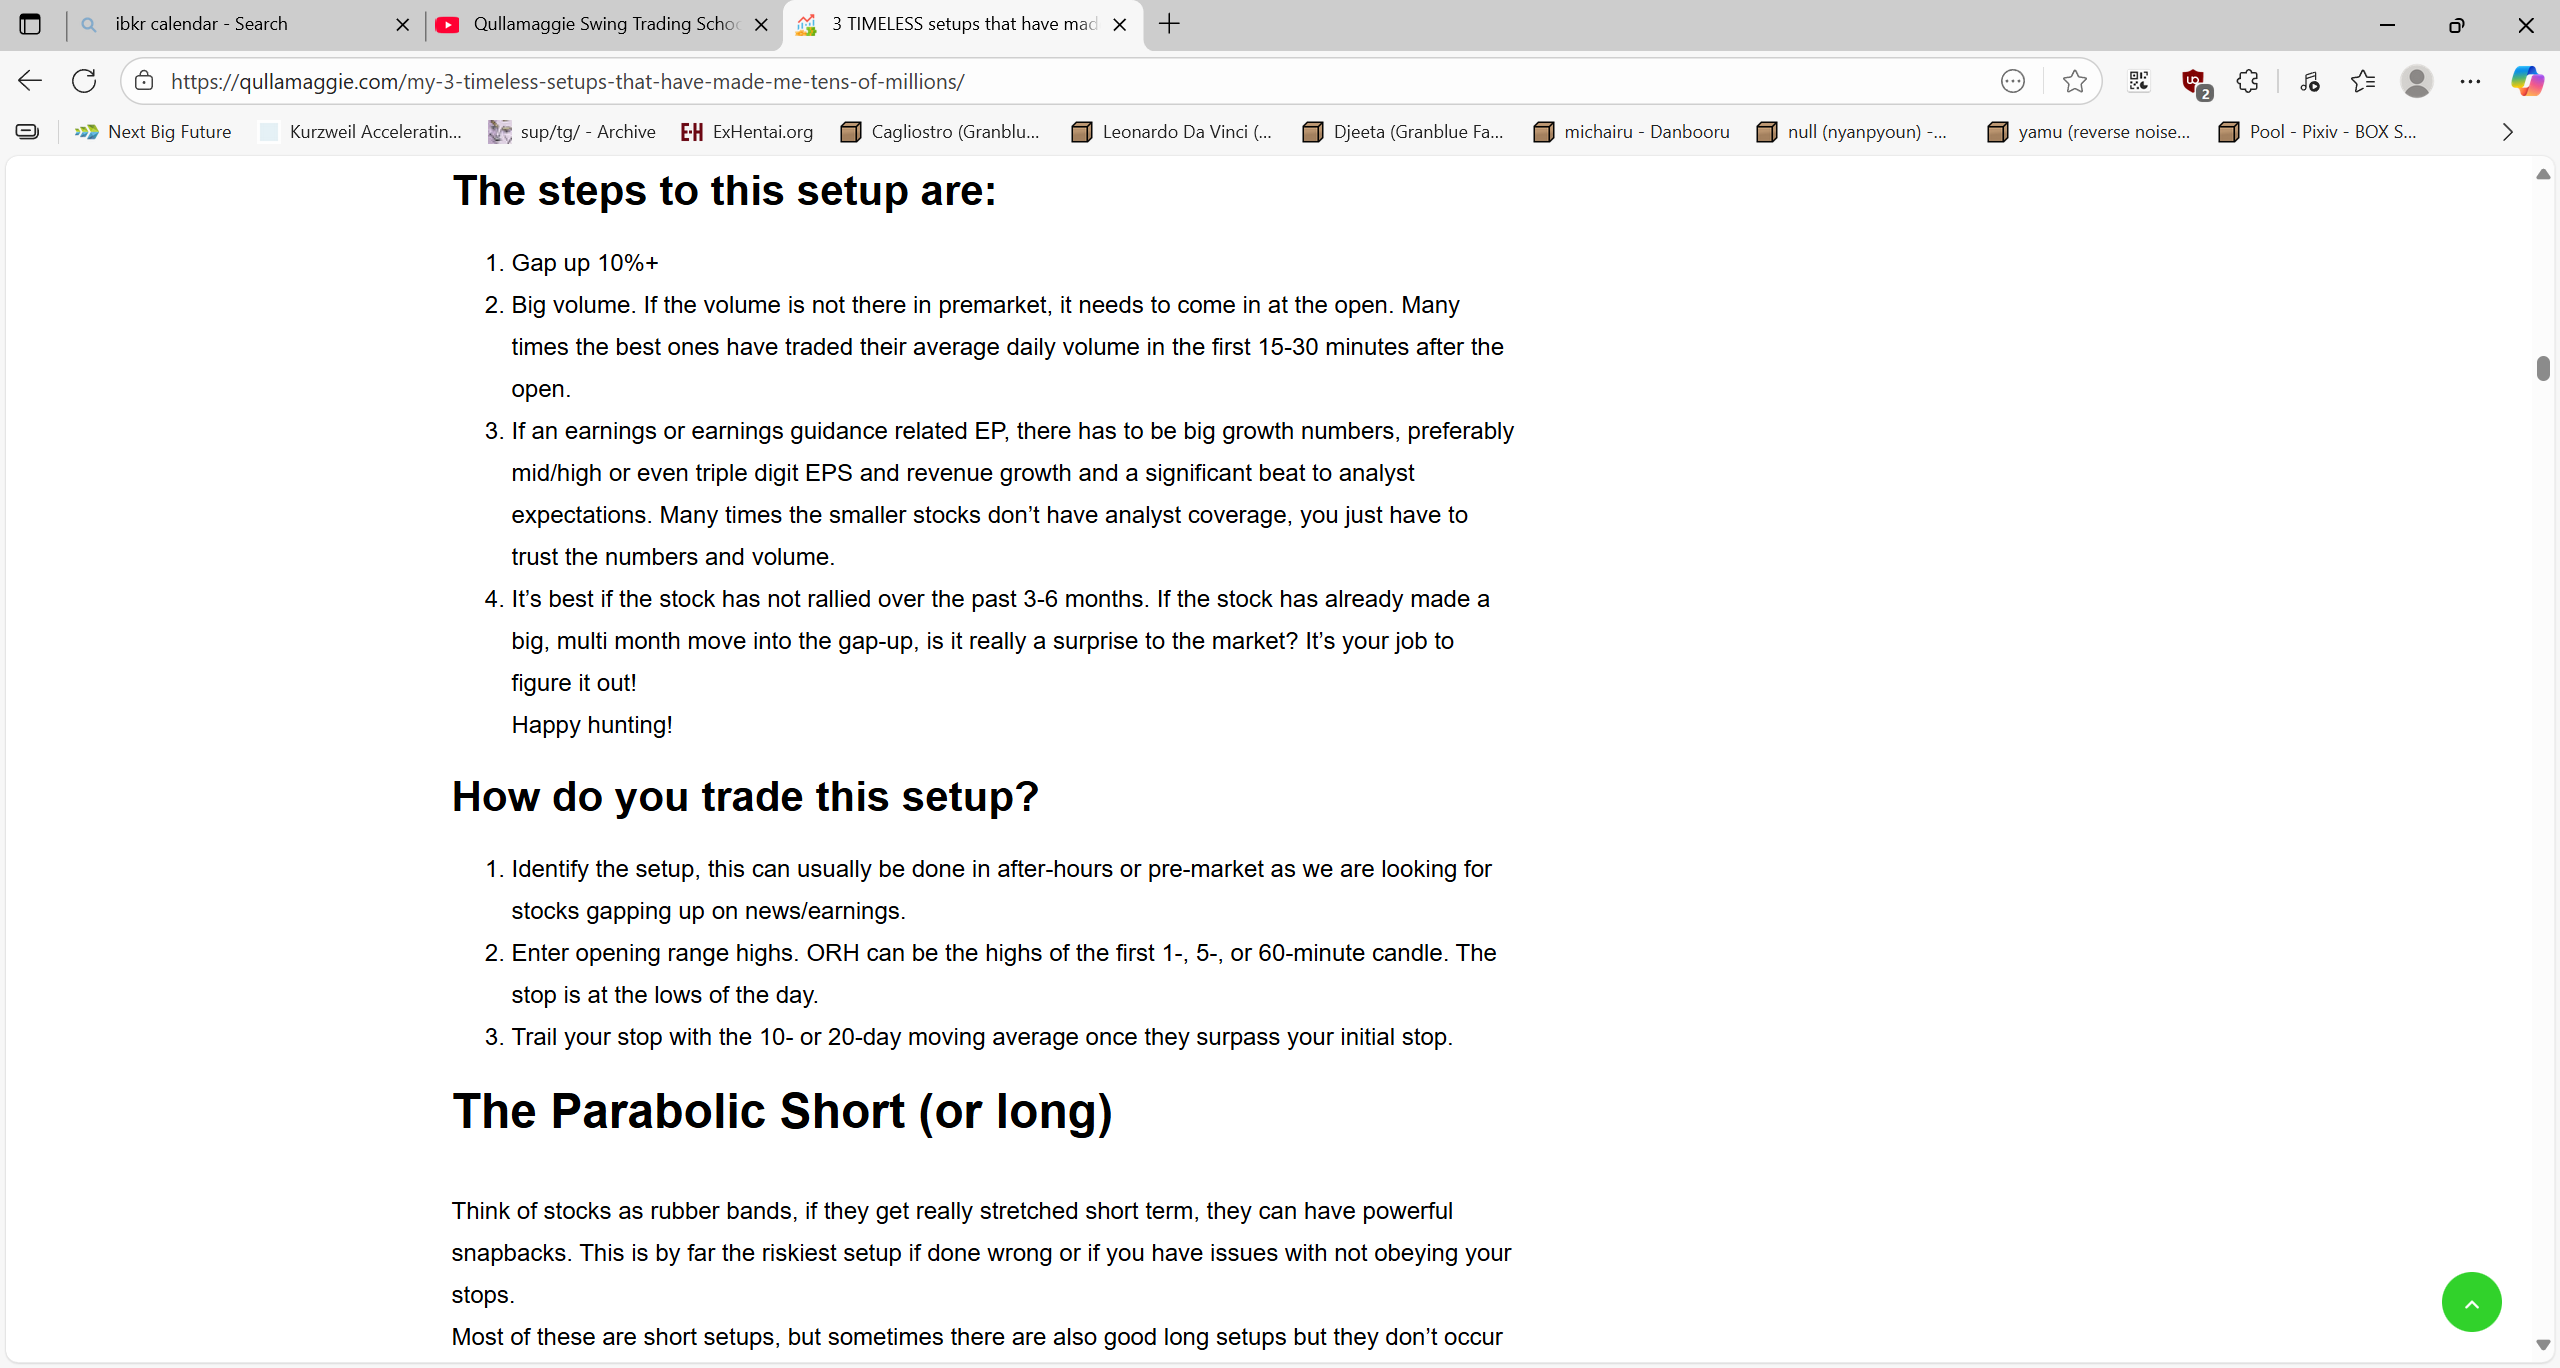 ibkr calendar - Search
Qullamaggie Swing Trading Schoo
3 TIMELESS setups that have mad
https://qullamaggie.com/my-3-timeless-setups-that-have-made-me-tens-of-millions/
2
Next Big Future
Kurzweil Acceleratin...
sup/tg/ - Archive
E-H ExHentai.org
Cagliostro (Granblu...
Leonardo Da Vinci (...
Djeeta (Granblue Fa...
michairu - Danbooru
null (nyanpyoun) -...
yamu (reverse noise...
Pool - Pixiv - BOX S...
The steps to this setup are:
1. Gap up 10%+
2. Big volume. If the volume is not there in premarket, it needs to come in at the open. Many
times the best ones have traded their average daily volume in the first 15-30 minutes after the
open.
3. If an earnings or earnings guidance related EP, there has to be big growth numbers, preferably
mid/high or even triple digit EPS and revenue growth and a significant beat to analyst
expectations. Many times the smaller stocks don’t have analyst coverage, you just have to
trust the numbers and volume.
4. It’s best if the stock has not rallied over the past 3-6 months. If the stock has already made a
big, multi month move into the gap-up, is it really a surprise to the market? It’s your job to
figure it out!
Happy hunting!
How do you trade this setup?
1. Identify the setup, this can usually be done in after-hours or pre-market as we are looking for
stocks gapping up on news/earnings.
2. Enter opening range highs. ORH can be the highs of the first 1-, 5-, or 60-minute candle. The
stop is at the lows of the day.
3. Trail your stop with the 10- or 20-day moving average once they surpass your initial stop.
The Parabolic Short (or long)
Think of stocks as rubber bands, if they get really stretched short term, they can have powerful
snapbacks. This is by far the riskiest setup if done wrong or if you have issues with not obeying your
stops.
Most of these are short setups, but sometimes there are also good long setups but they don’t occur